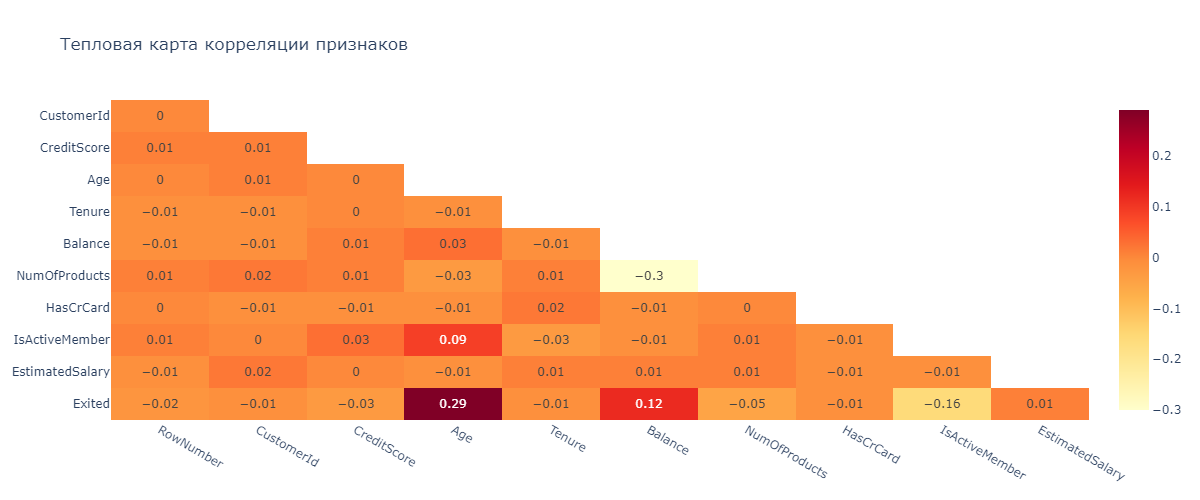 Тепловая карта корреляции признаков
CustomerId 0
CreditScore 0.01 0.01
Age 0 0.01 0
Tenure −0.01 −0.01 0 −0.01
Balance −0.01 −0.01 0.01 0.03 −0.01
NumOfProducts 0.01 0.02 0.01 −0.03 0.01 −0.3
HasCrCard 0 −0.01 −0.01 −0.01 0.02 −0.01 0
IsActiveMember 0.01 0 0.03 0.09 −0.03 −0.01 0.01 −0.01
EstimatedSalary −0.01 0.02 0 −0.01 0.01 0.01 0.01 −0.01 −0.01
Exited −0.02 −0.01 −0.03 0.29 −0.01 0.12 −0.05 −0.01 −0.16 0.01
RowNumber CustomerId CreditScore Age Tenure Balance NumOfProducts HasCrCard IsActiveMember EstimatedSalary
0.2
0.1
0
−0.1
−0.2
−0.3